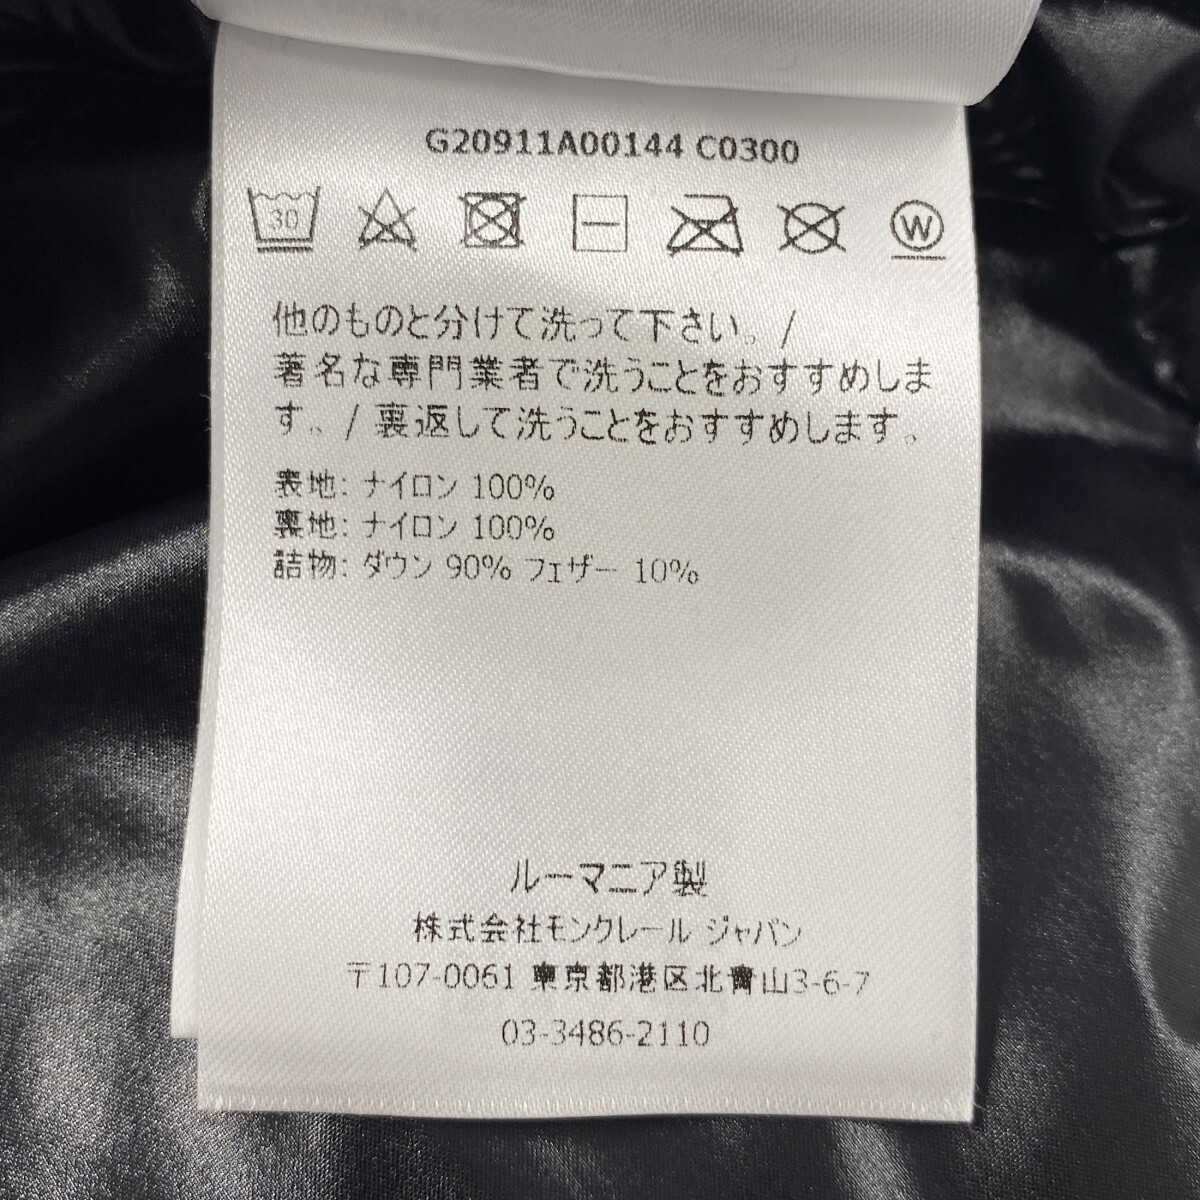 G20911A00144 C0300
30 W
他のものと分けて洗って下さい。/
著名な専門業者で洗うことをおすすめしま
す。/ 裏返して洗うことをおすすめします。
表地: ナイロン 100%
裏地: ナイロン 100%
詰物: ダウン 90% フェザー 10%
ルーマニア製
株式会社モンクレール ジャパン
〒107-0061 東京都港区北青山3-6-7
03-3486-2110